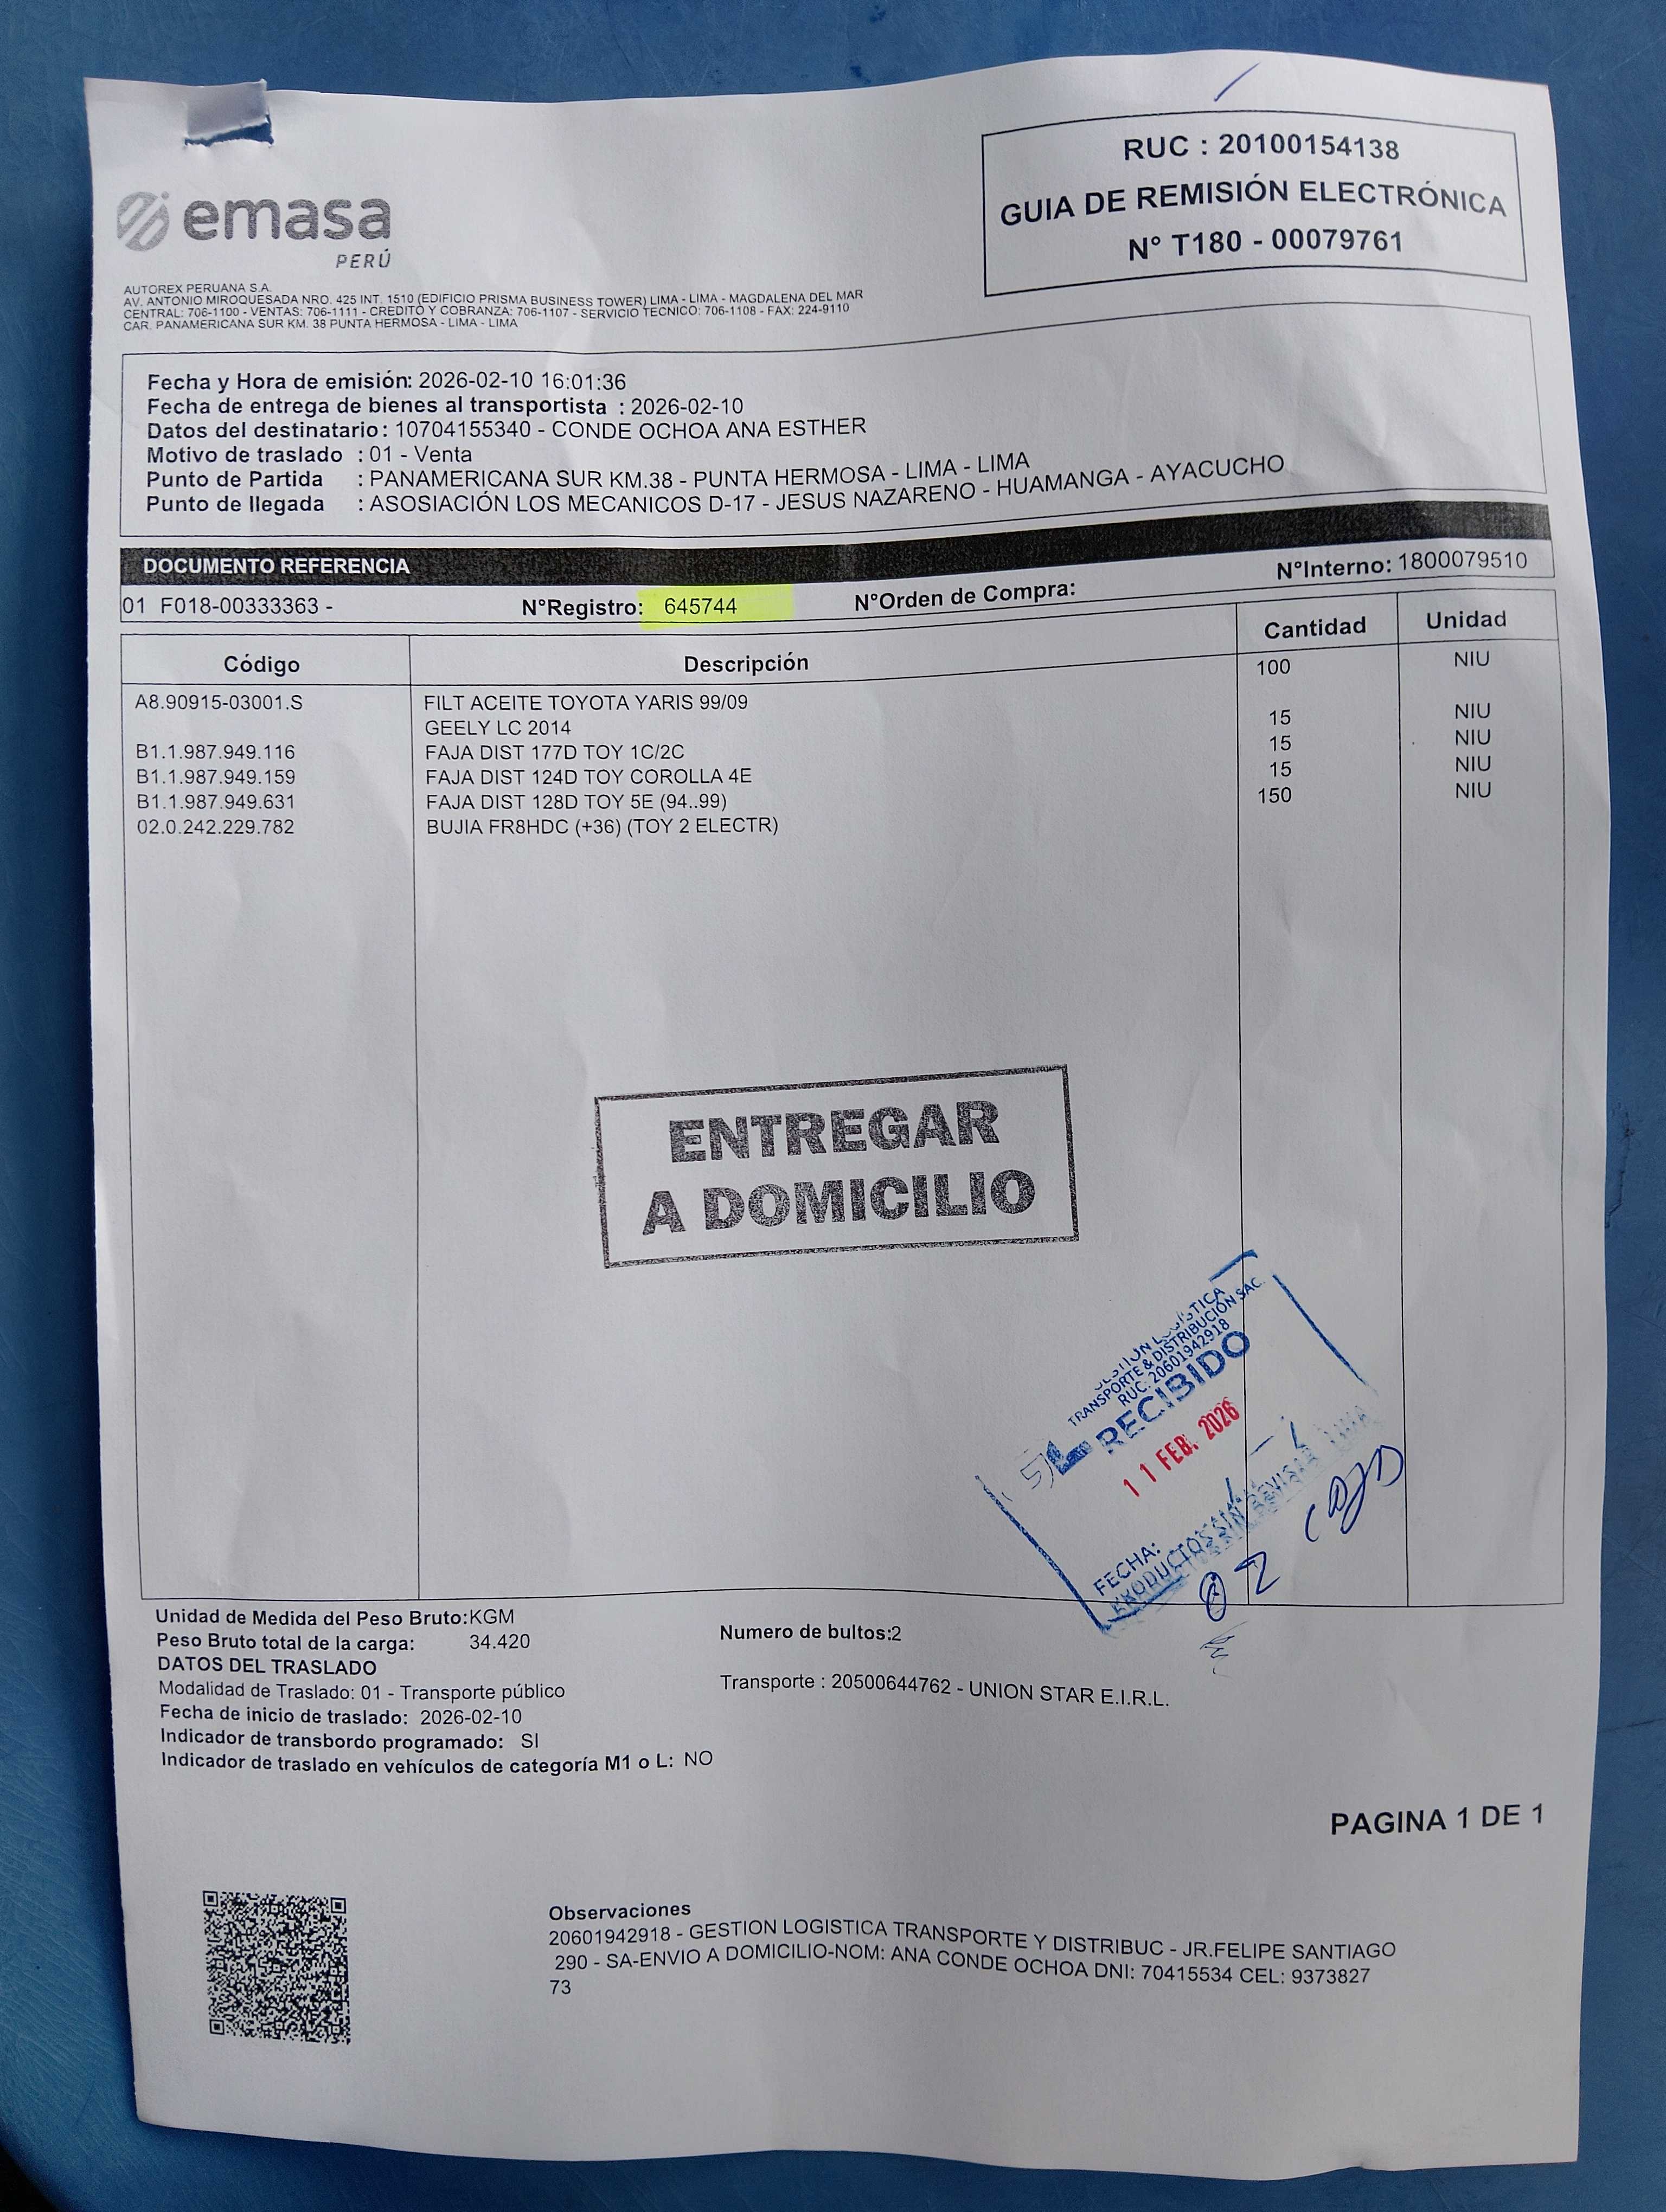 emasa
PERÚ
RUC : 20100154138
GUIA DE REMISIÓN ELECTRÓNICA
N° T180 - 00079761
AUTOREX PERUANA S.A.
AV. ANTONIO MIROQUESADA NRO. 425 INT. 1510 (EDIFICIO PRISMA BUSINESS TOWER) LIMA - LIMA - MAGDALENA DEL MAR
CENTRAL: 706-1100 - VENTAS: 706-1111 - CREDITO Y COBRANZA: 706-1107 - SERVICIO TECNICO: 706-1108 - FAX: 224-9110
CAR. PANAMERICANA SUR KM. 38 PUNTA HERMOSA - LIMA - LIMA
Fecha y Hora de emisión: 2026-02-10 16:01:36
Fecha de entrega de bienes al transportista : 2026-02-10
Datos del destinatario: 10704155340 - CONDE OCHOA ANA ESTHER
Motivo de traslado : 01 - Venta
Punto de Partida : PANAMERICANA SUR KM.38 - PUNTA HERMOSA - LIMA - LIMA
Punto de llegada : ASOSIACIÓN LOS MECANICOS D-17 - JESUS NAZARENO - HUAMANGA - AYACUCHO
DOCUMENTO REFERENCIA
01 F018-00333363 - N°Registro: 645744 N°Orden de Compra: N°Interno: 1800079510
Código Descripción Cantidad Unidad
A8.90915-03001.S FILT ACEITE TOYOTA YARIS 99/09 100 NIU
GEELY LC 2014
B1.1.987.949.116 FAJA DIST 177D TOY 1C/2C 15 NIU
B1.1.987.949.159 FAJA DIST 124D TOY COROLLA 4E 15 NIU
B1.1.987.949.631 FAJA DIST 128D TOY 5E (94..99) 15 NIU
02.0.242.229.782 BUJIA FR8HDC (+36) (TOY 2 ELECTR) 150 NIU
ENTREGAR
A DOMICILIO
GESTION LOGISTICA
TRANSPORTE & DISTRIBUCIÓN SAC.
RUC: 20601942918
RECIBIDO
11 FEB. 2026
FECHA:
PRODUCTOS SIN REVISAR LIMA
02
Unidad de Medida del Peso Bruto:KGM
Peso Bruto total de la carga: 34.420
Numero de bultos:2
DATOS DEL TRASLADO
Modalidad de Traslado: 01 - Transporte público
Transporte : 20500644762 - UNION STAR E.I.R.L.
Fecha de inicio de traslado: 2026-02-10
Indicador de transbordo programado: SI
Indicador de traslado en vehículos de categoría M1 o L: NO
PAGINA 1 DE 1
Observaciones
20601942918 - GESTION LOGISTICA TRANSPORTE Y DISTRIBUC - JR.FELIPE SANTIAGO
290 - SA-ENVIO A DOMICILIO-NOM: ANA CONDE OCHOA DNI: 70415534 CEL: 9373827
73